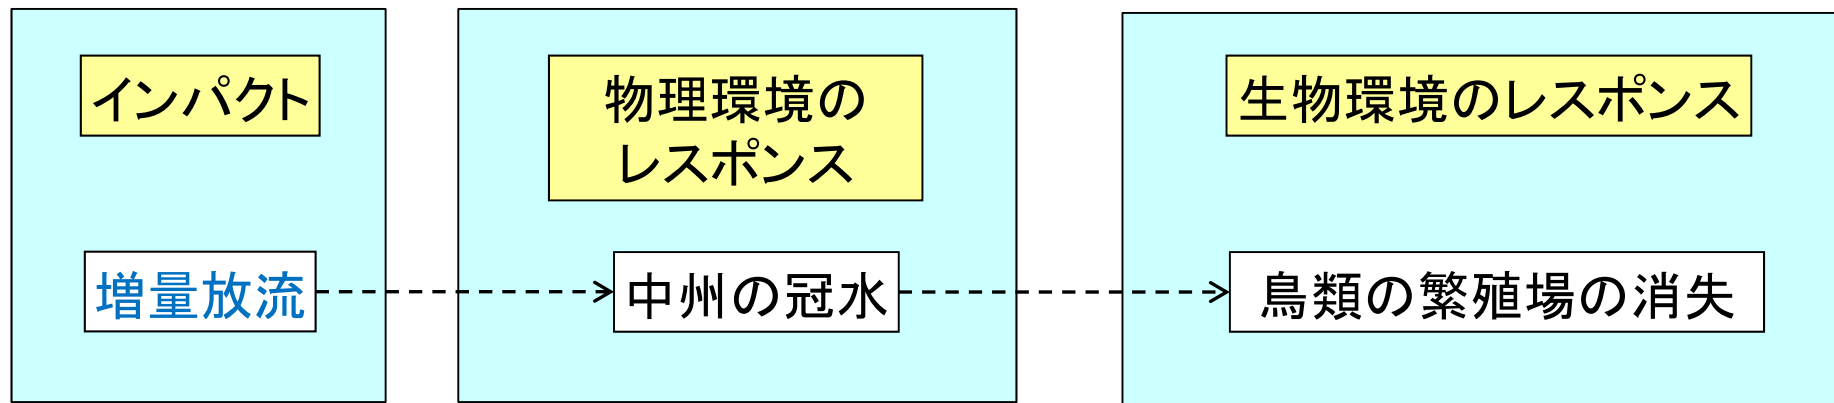 インパクト
物理環境の
レスポンス
生物環境のレスポンス
増量放流
中州の冠水
鳥類の繁殖場の消失